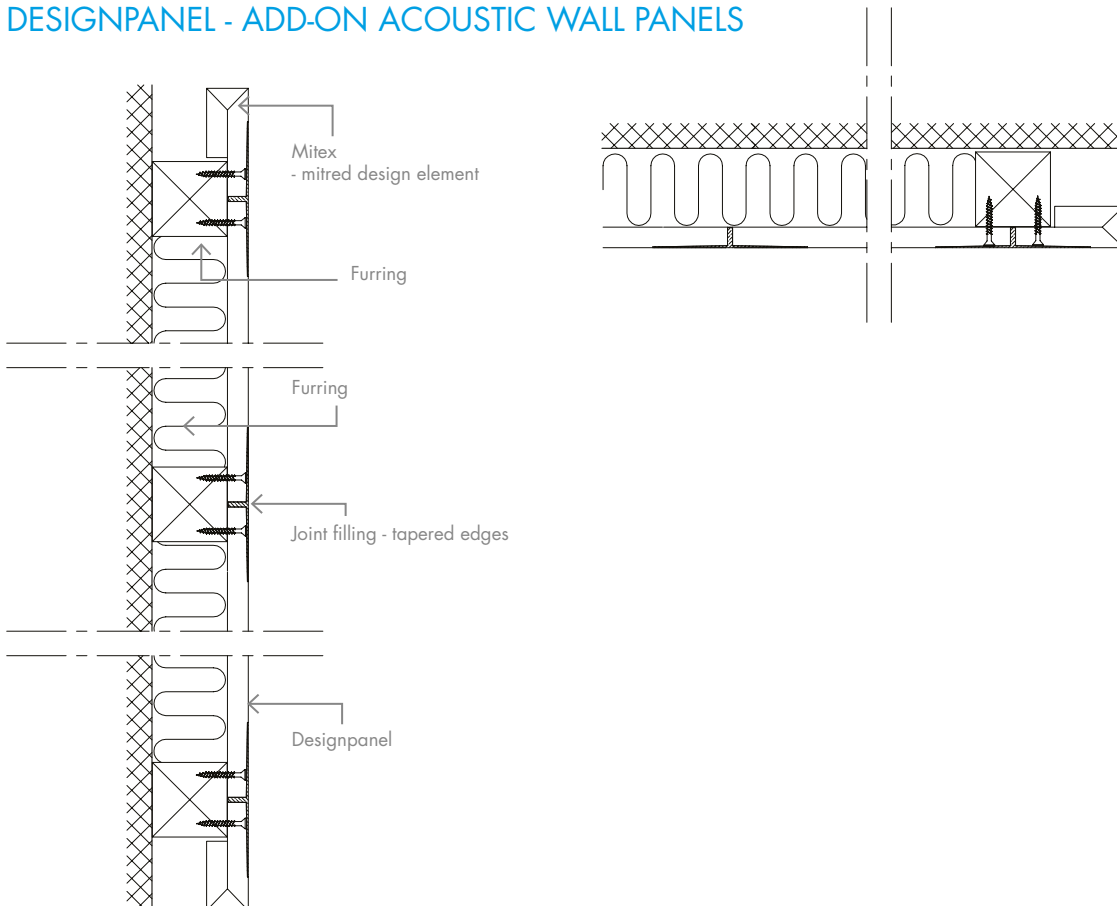 DESIGNPANEL - ADD-ON ACOUSTIC WALL PANELS
Mitex
- mitred design element
Furring
Furring
Joint filling - tapered edges
Designpanel